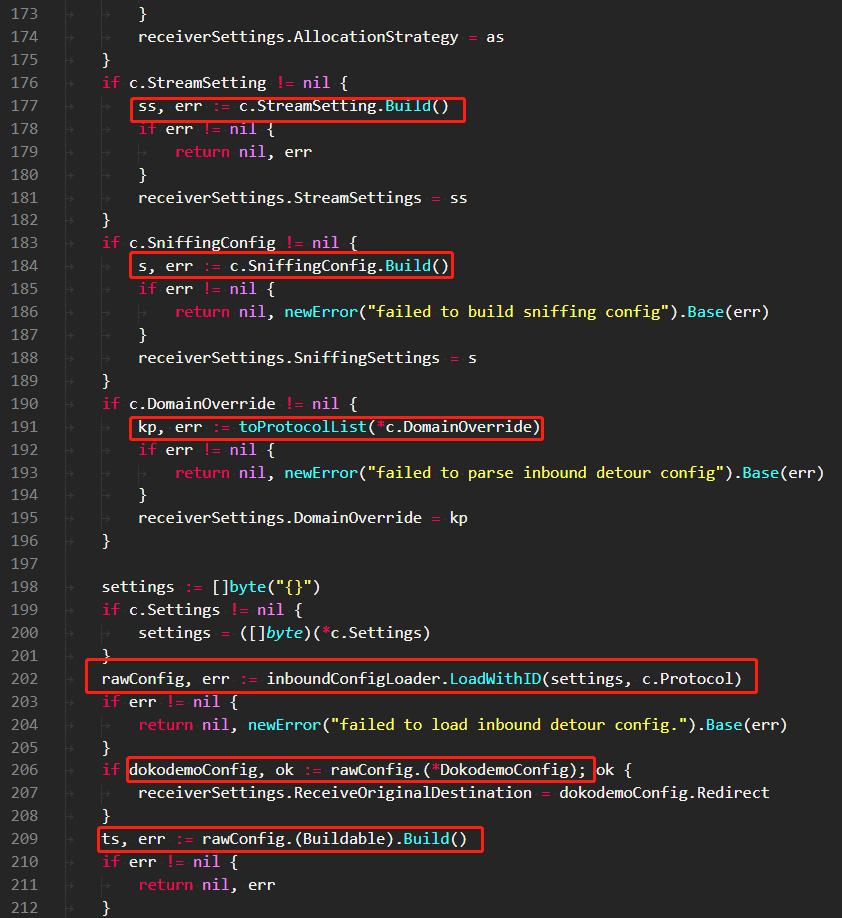 173 }
174 receiverSettings.AllocationStrategy = as
175 }
176 if c.StreamSetting != nil {
177 ss, err := c.StreamSetting.Build()
178 if err != nil {
179 return nil, err
180 }
181 receiverSettings.StreamSettings = ss
182 }
183 if c.SniffingConfig != nil {
184 s, err := c.SniffingConfig.Build()
185 if err != nil {
186 return nil, newError("failed to build sniffing config").Base(err)
187 }
188 receiverSettings.SniffingSettings = s
189 }
190 if c.DomainOverride != nil {
191 kp, err := toProtocolList(*c.DomainOverride)
192 if err != nil {
193 return nil, newError("failed to parse inbound detour config").Base(err)
194 }
195 receiverSettings.DomainOverride = kp
196 }
197
198 settings := []byte("{}")
199 if c.Settings != nil {
200 settings = ([]byte)(*c.Settings)
201 }
202 rawConfig, err := inboundConfigLoader.LoadWithID(settings, c.Protocol)
203 if err != nil {
204 return nil, newError("failed to load inbound detour config.").Base(err)
205 }
206 if dokodemoConfig, ok := rawConfig.(*DokodemoConfig); ok {
207 receiverSettings.ReceiveOriginalDestination = dokodemoConfig.Redirect
208 }
209 ts, err := rawConfig.(Buildable).Build()
210 if err != nil {
211 return nil, err
212 }